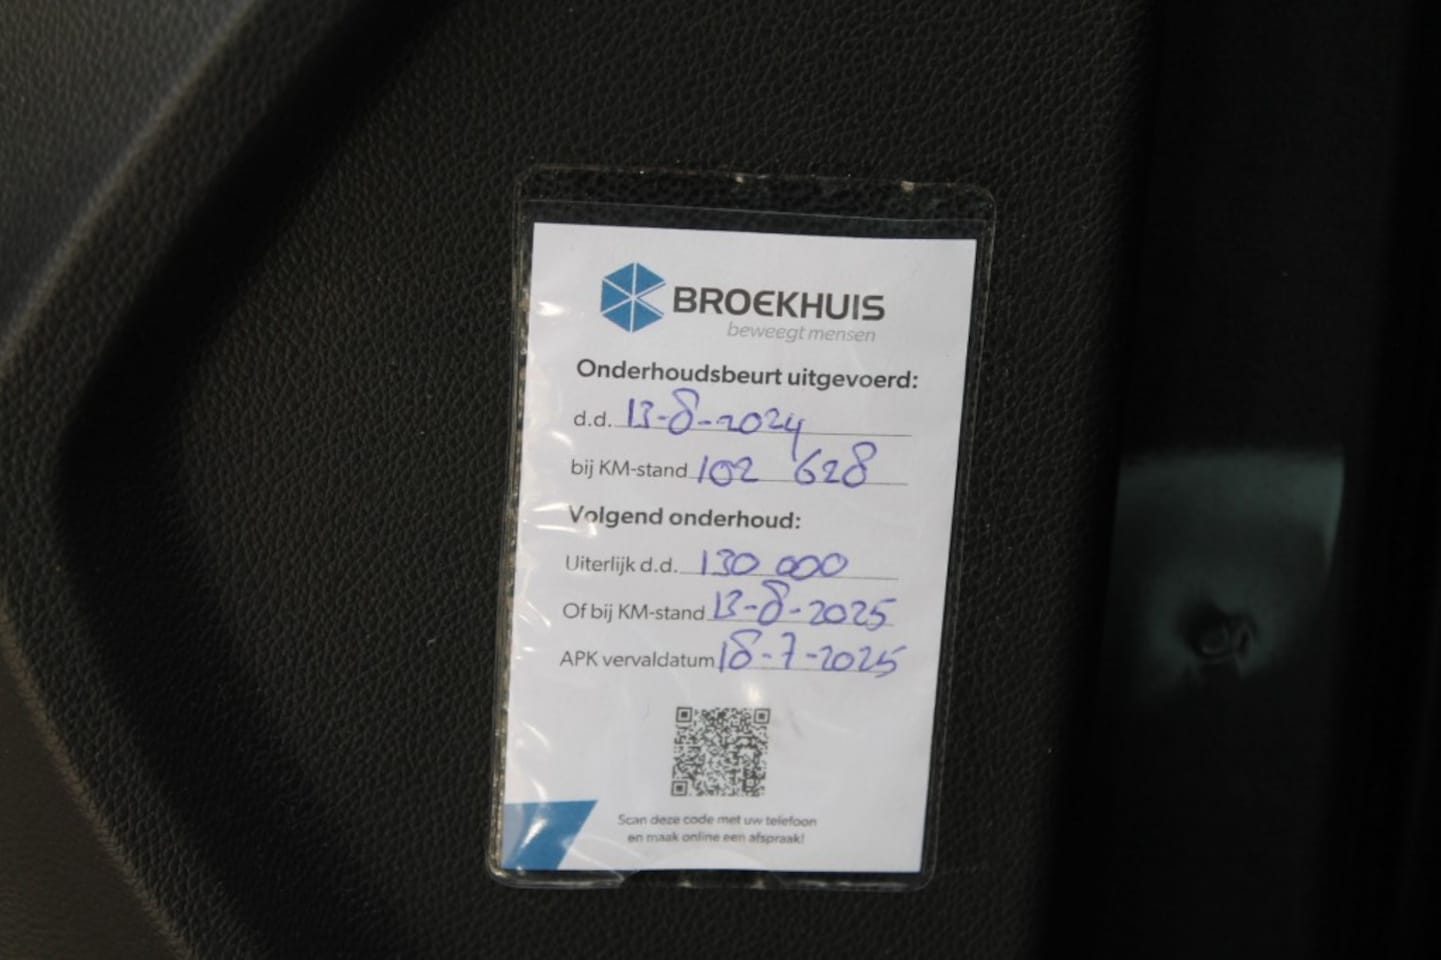 BROEKHUIS
beweegt mensen
Onderhoudsbeurt uitgevoerd:
d.d. 13-8-2024
bij KM-stand 102 628
Volgend onderhoud:
Uiterlijk d.d. 130 000
Of bij KM-stand 13-8-2025
APK vervaldatum 18-7-2025
Scan deze code met uw telefoon
en maak online een afspraak!